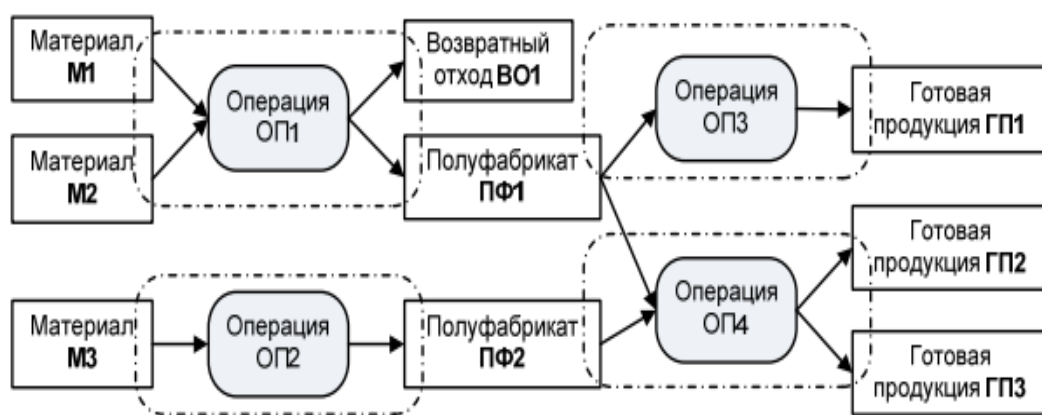 Материал
М1
Операция
ОП1
Возвратный
отход ВО1
Операция
ОП3
Готовая
продукция ГП1
Материал
М2
Полуфабрикат
ПФ1
Готовая
продукция ГП2
Материал
М3
Операция
ОП2
Полуфабрикат
ПФ2
Операция
ОП4
Готовая
продукция ГП3